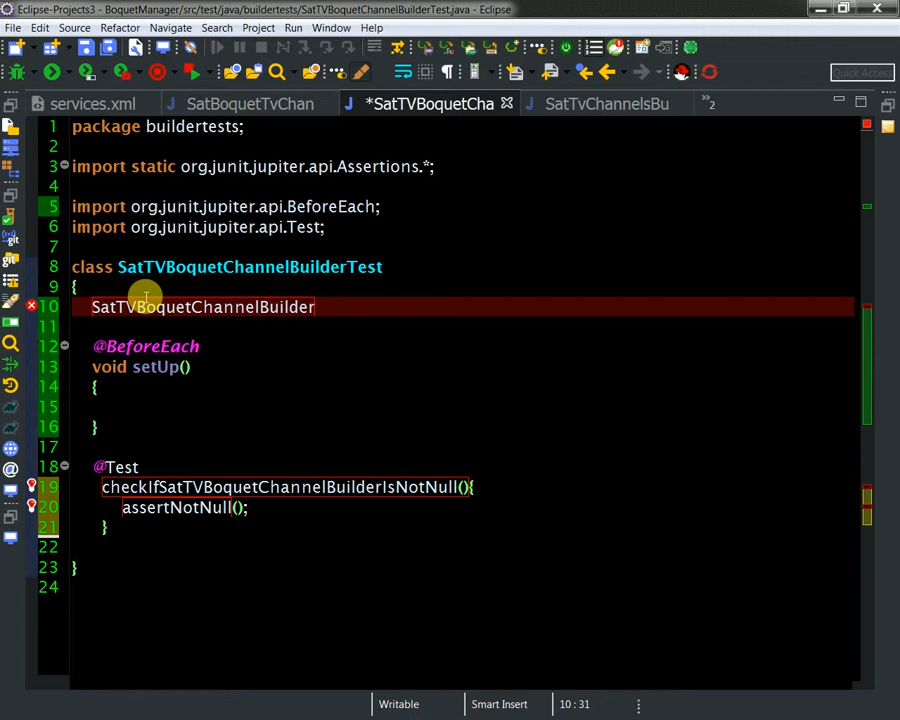 Eclipse-Projects3 - BoquetManager/src/test/java/buildertests/SatTVBoquetChannelBuilderTest.java - Eclipse
File Edit Source Refactor Navigate Search Project Run Window Help
Quick Access
services.xml SatBoquetTvChan *SatTVBoquetCha SatTvChannelsBu »2
1 package buildertests;
2
3 import static org.junit.jupiter.api.Assertions.*;
4
5 import org.junit.jupiter.api.BeforeEach;
6 import org.junit.jupiter.api.Test;
7
8 class SatTVBoquetChannelBuilderTest
9 {
10 SatTVBoquetChannelBuilder
11
12 @BeforeEach
13 void setUp()
14 {
15
16 }
17
18 @Test
19 checkIfSatTVBoquetChannelBuilderIsNotNull(){
20 assertNotNull();
21 }
22
23 }
24
Writable Smart Insert 10 : 31